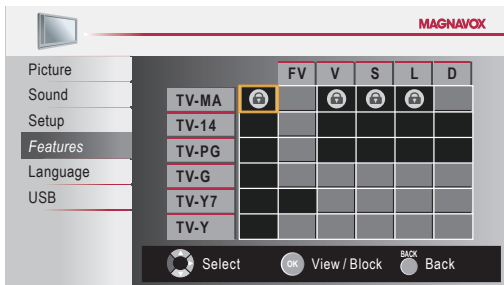 MAGNAVOX
Picture
Sound
Setup
Features
Language
USB
FV V S L D
TV-MA
TV-14
TV-PG
TV-G
TV-Y7
TV-Y
Select OK View / Block BACK Back